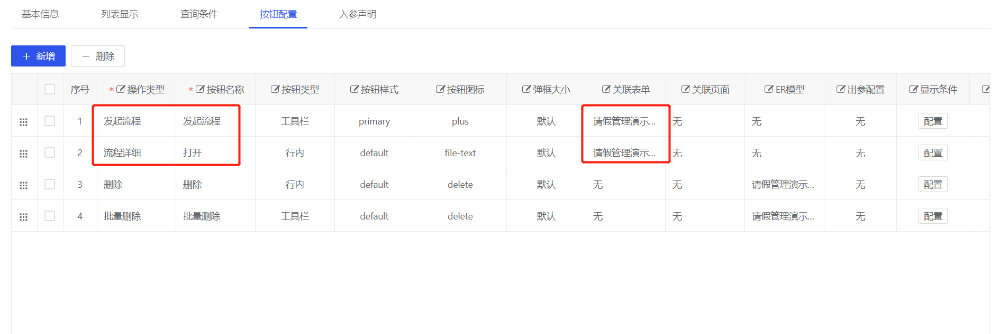 基本信息 列表显示 查询条件 按钮配置 入参声明
+ 新增 — 删除
序号 * 操作类型 * 按钮名称 按钮类型 按钮样式 按钮图标 弹框大小 关联表单 关联页面 ER模型 出参配置 显示条件
1 发起流程 发起流程 工具栏 primary plus 默认 请假管理演示... 无 无 无 配置
2 流程详细 打开 行内 default file-text 默认 请假管理演示... 无 无 无 配置
3 删除 删除 行内 default delete 默认 无 无 请假管理演示... 无 配置
4 批量删除 批量删除 工具栏 default delete 默认 无 无 请假管理演示... 无 配置